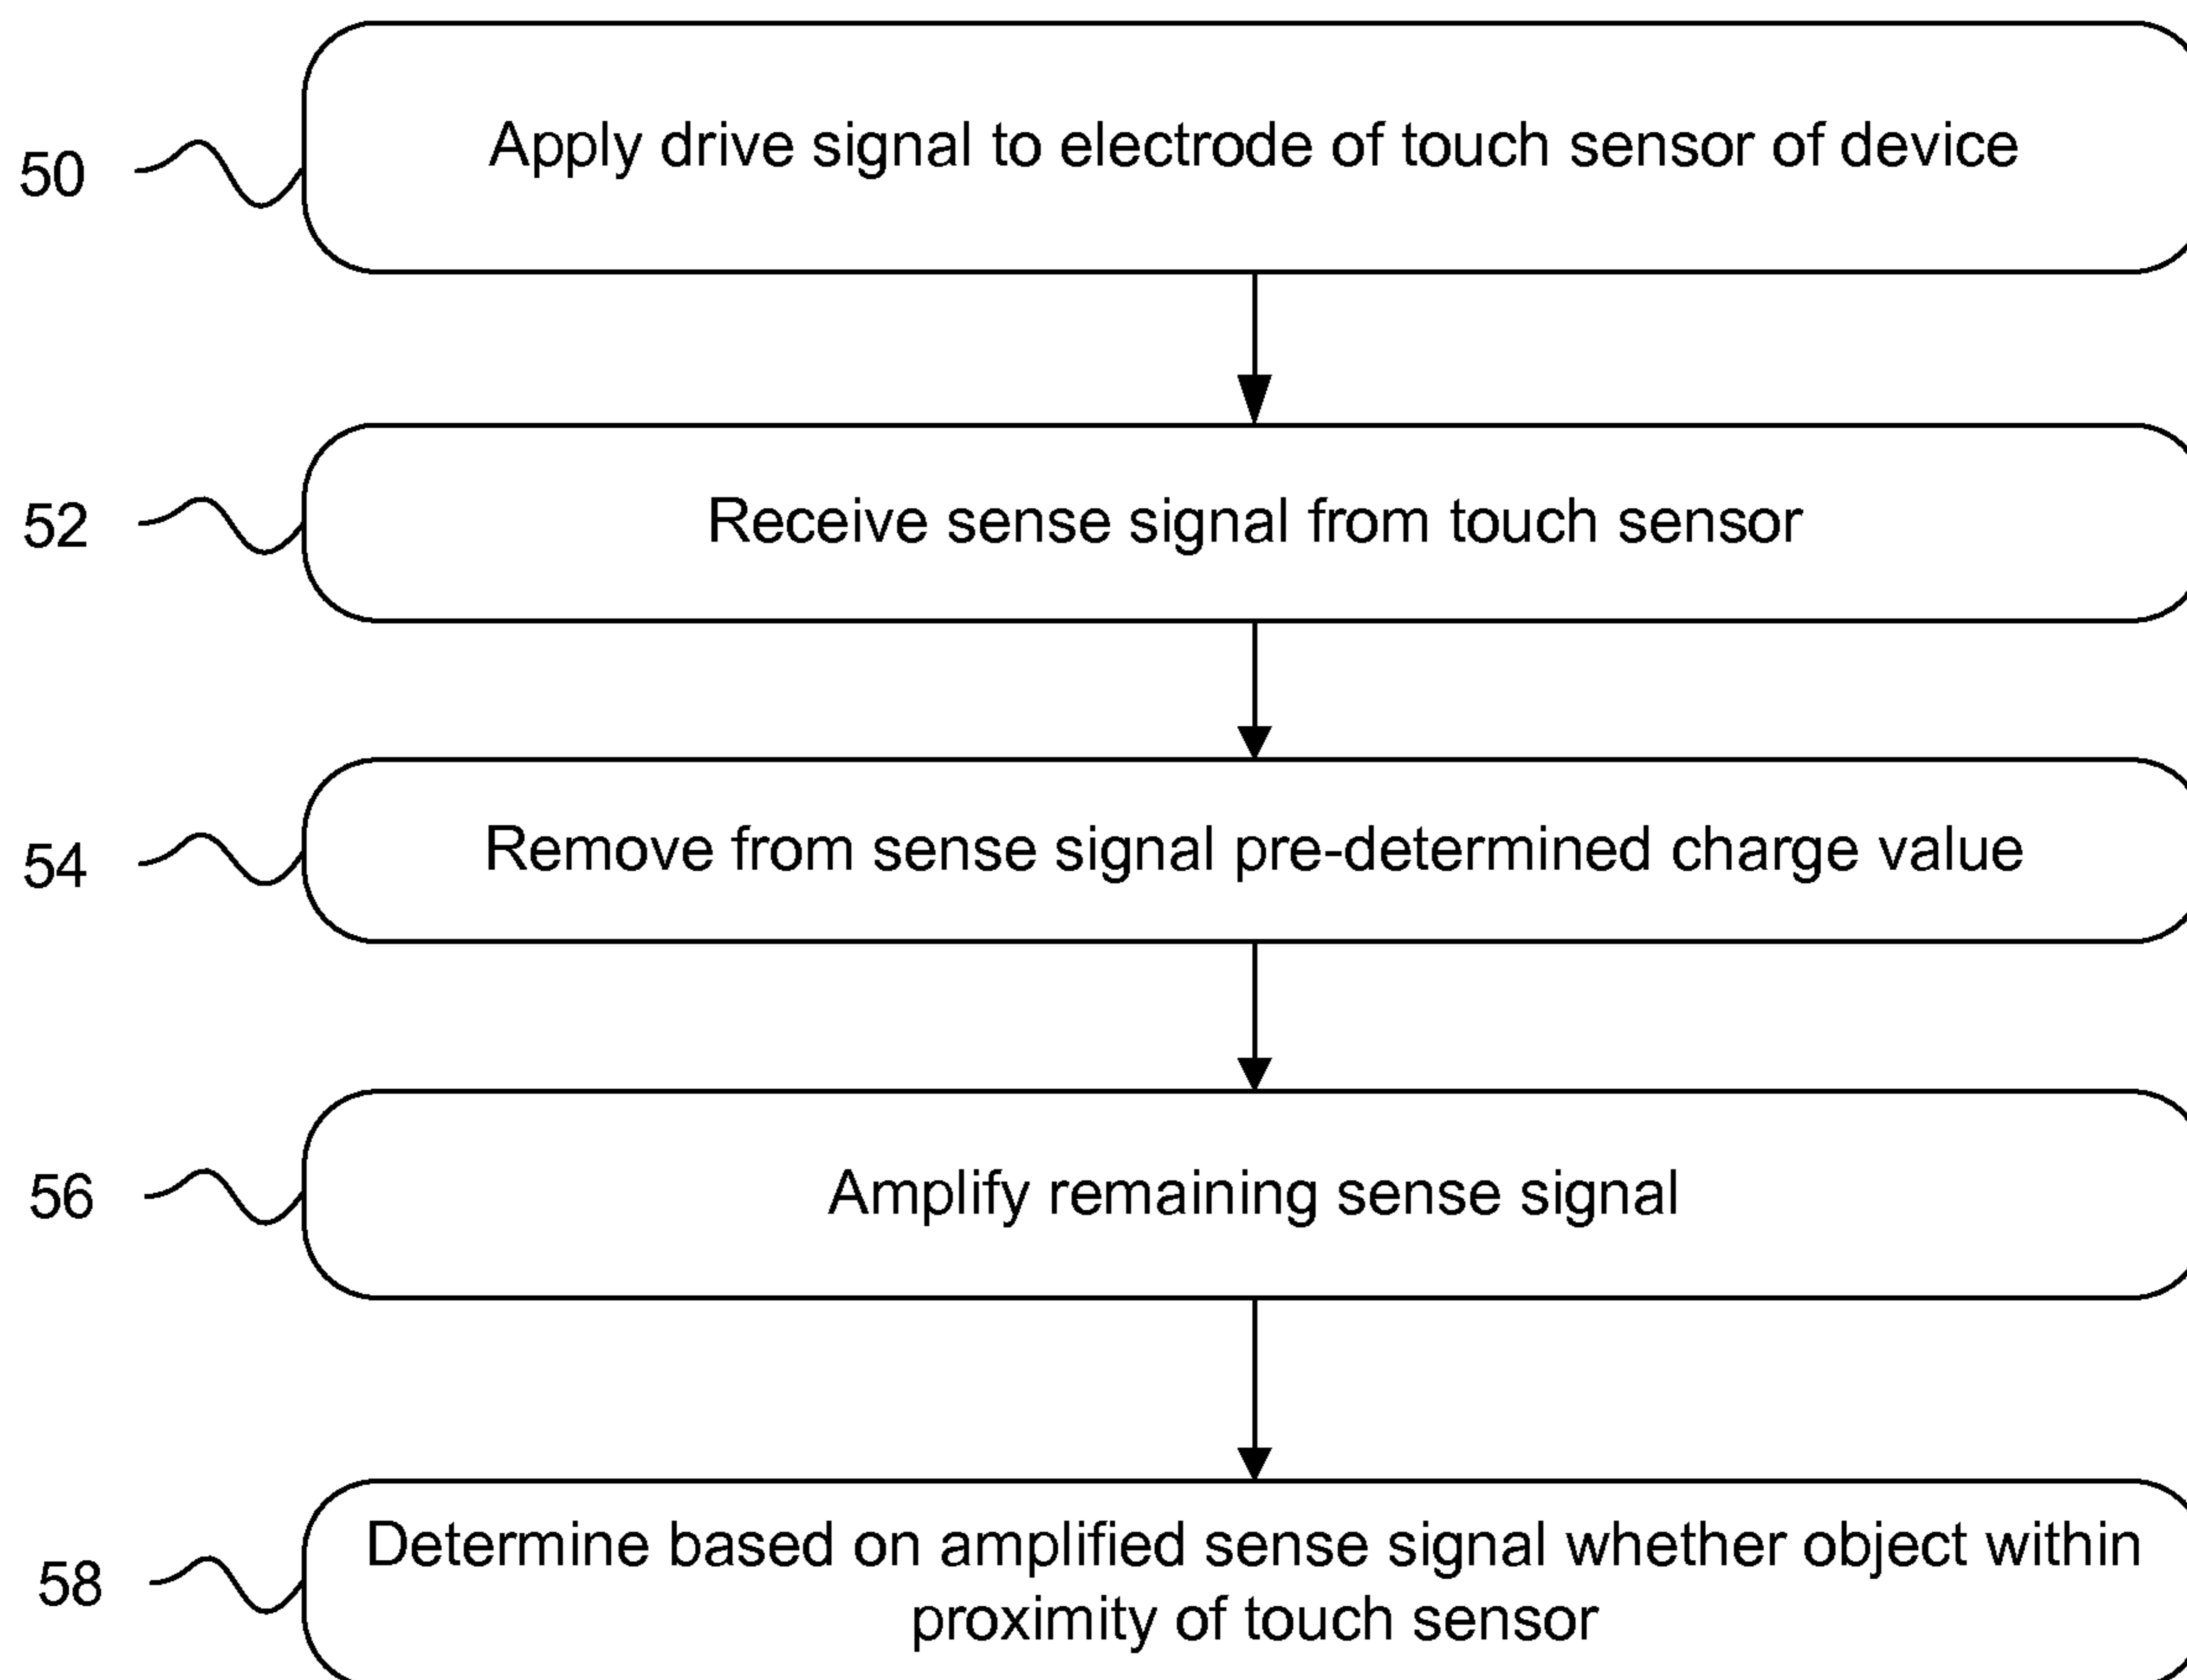 50
Apply drive signal to electrode of touch sensor of device
52
Receive sense signal from touch sensor
54
Remove from sense signal pre-determined charge value
56
Amplify remaining sense signal
58
Determine based on amplified sense signal whether object within
proximity of touch sensor